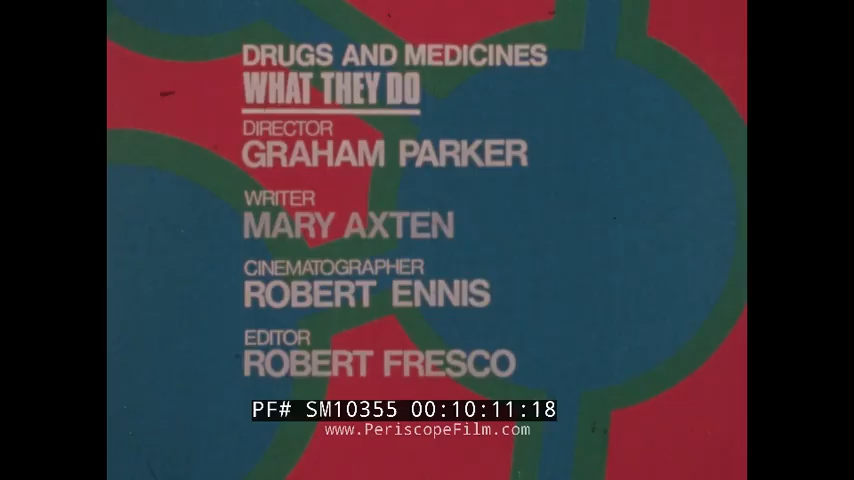 DRUGS AND MEDICINES
WHAT THEY DO
DIRECTOR
GRAHAM PARKER
WRITER
MARY AXTEN
CINEMATOGRAPHER
ROBERT ENNIS
EDITOR
ROBERT FRESCO
PF# SM10355 00:10:11:18
www.PeriscopeFilm.com